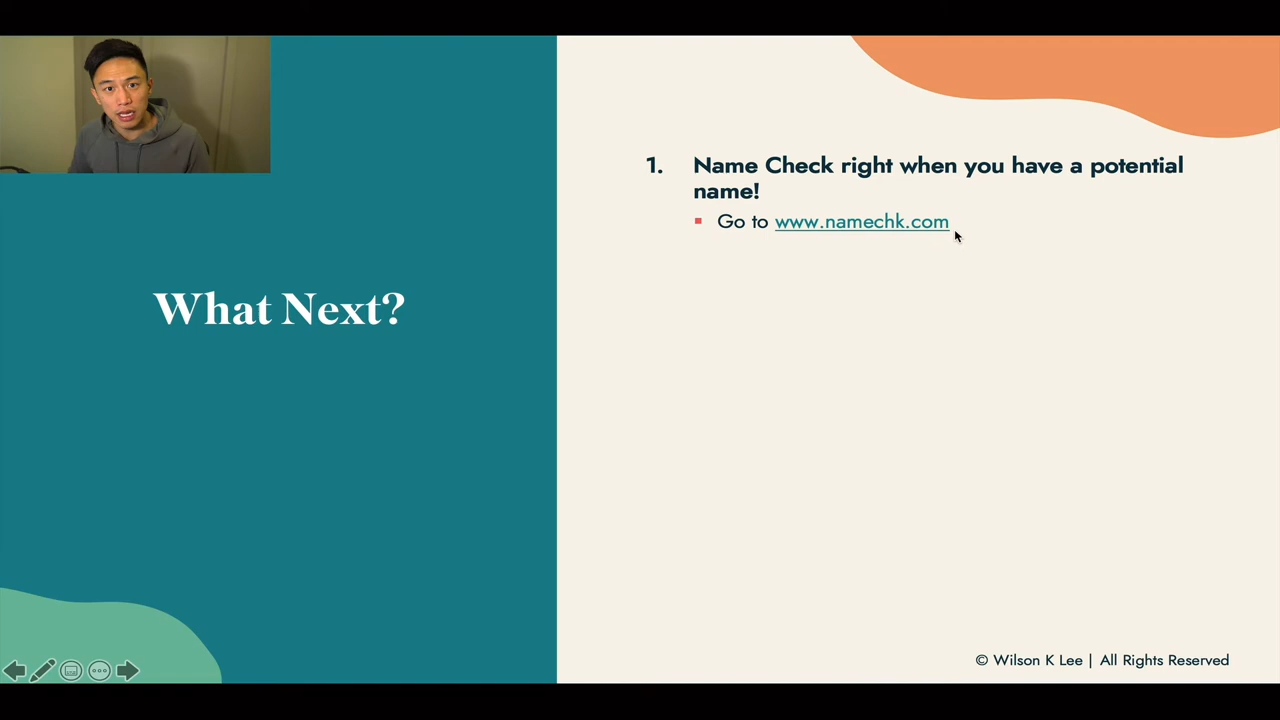 What Next?
1. Name Check right when you have a potential
name!
Go to www.namechk.com
© Wilson K Lee | All Rights Reserved